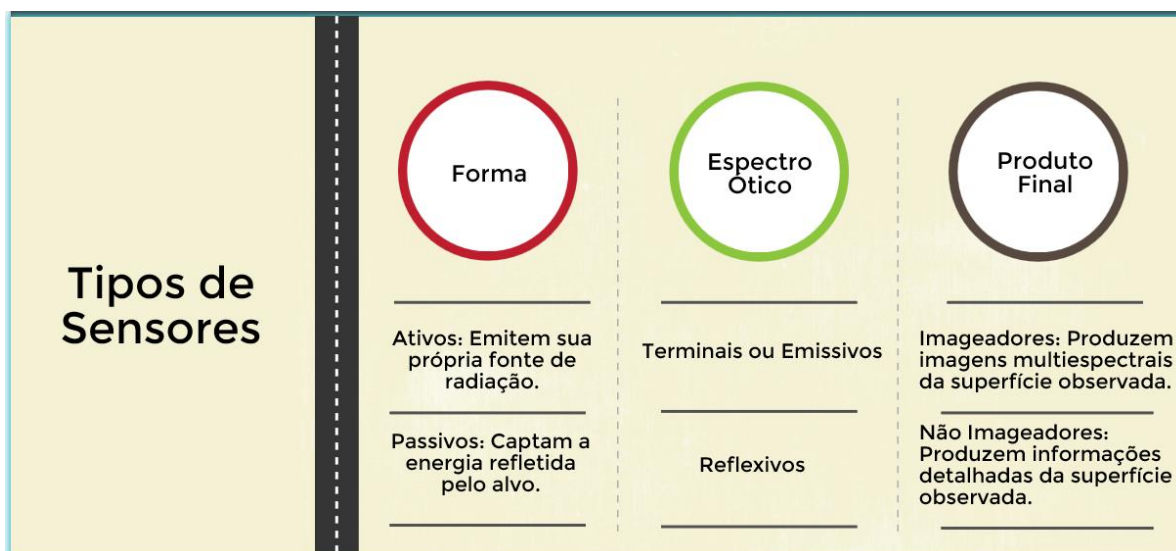 Tipos de
Sensores
Forma
Ativos: Emitem sua
própria fonte de
radiação.
Passivos: Captam a
energia refletida
pelo alvo.
Espectro
Ótico
Terminais ou Emissivos
Reflexivos
Produto
Final
Imageadores: Produzem
imagens multiespectrais
da superfície observada.
Não Imageadores:
Produzem informações
detalhadas da superfície
observada.